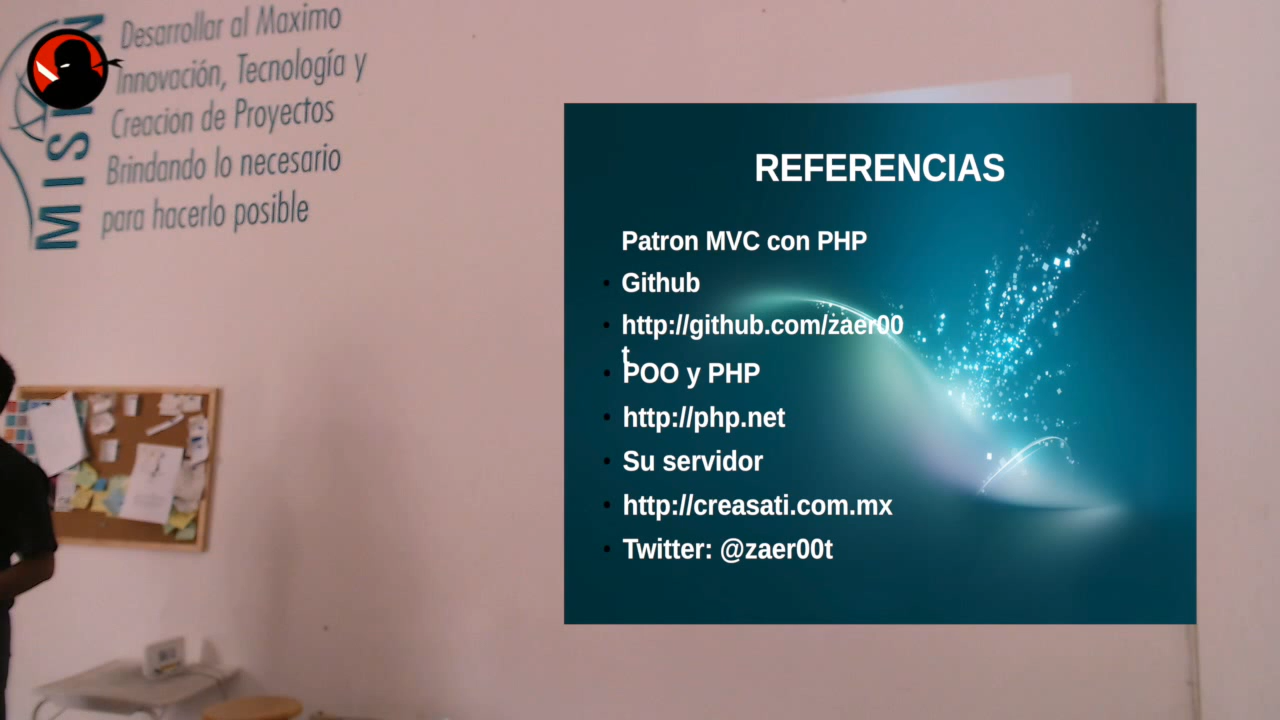 MISION
Desarrollar al Maximo
Innovación, Tecnología y
Creación de Proyectos
Brindando lo necesario
para hacerlo posible
REFERENCIAS
Patron MVC con PHP
Github
http://github.com/zaer00
t
POO y PHP
http://php.net
Su servidor
http://creasati.com.mx
Twitter: @zaer00t